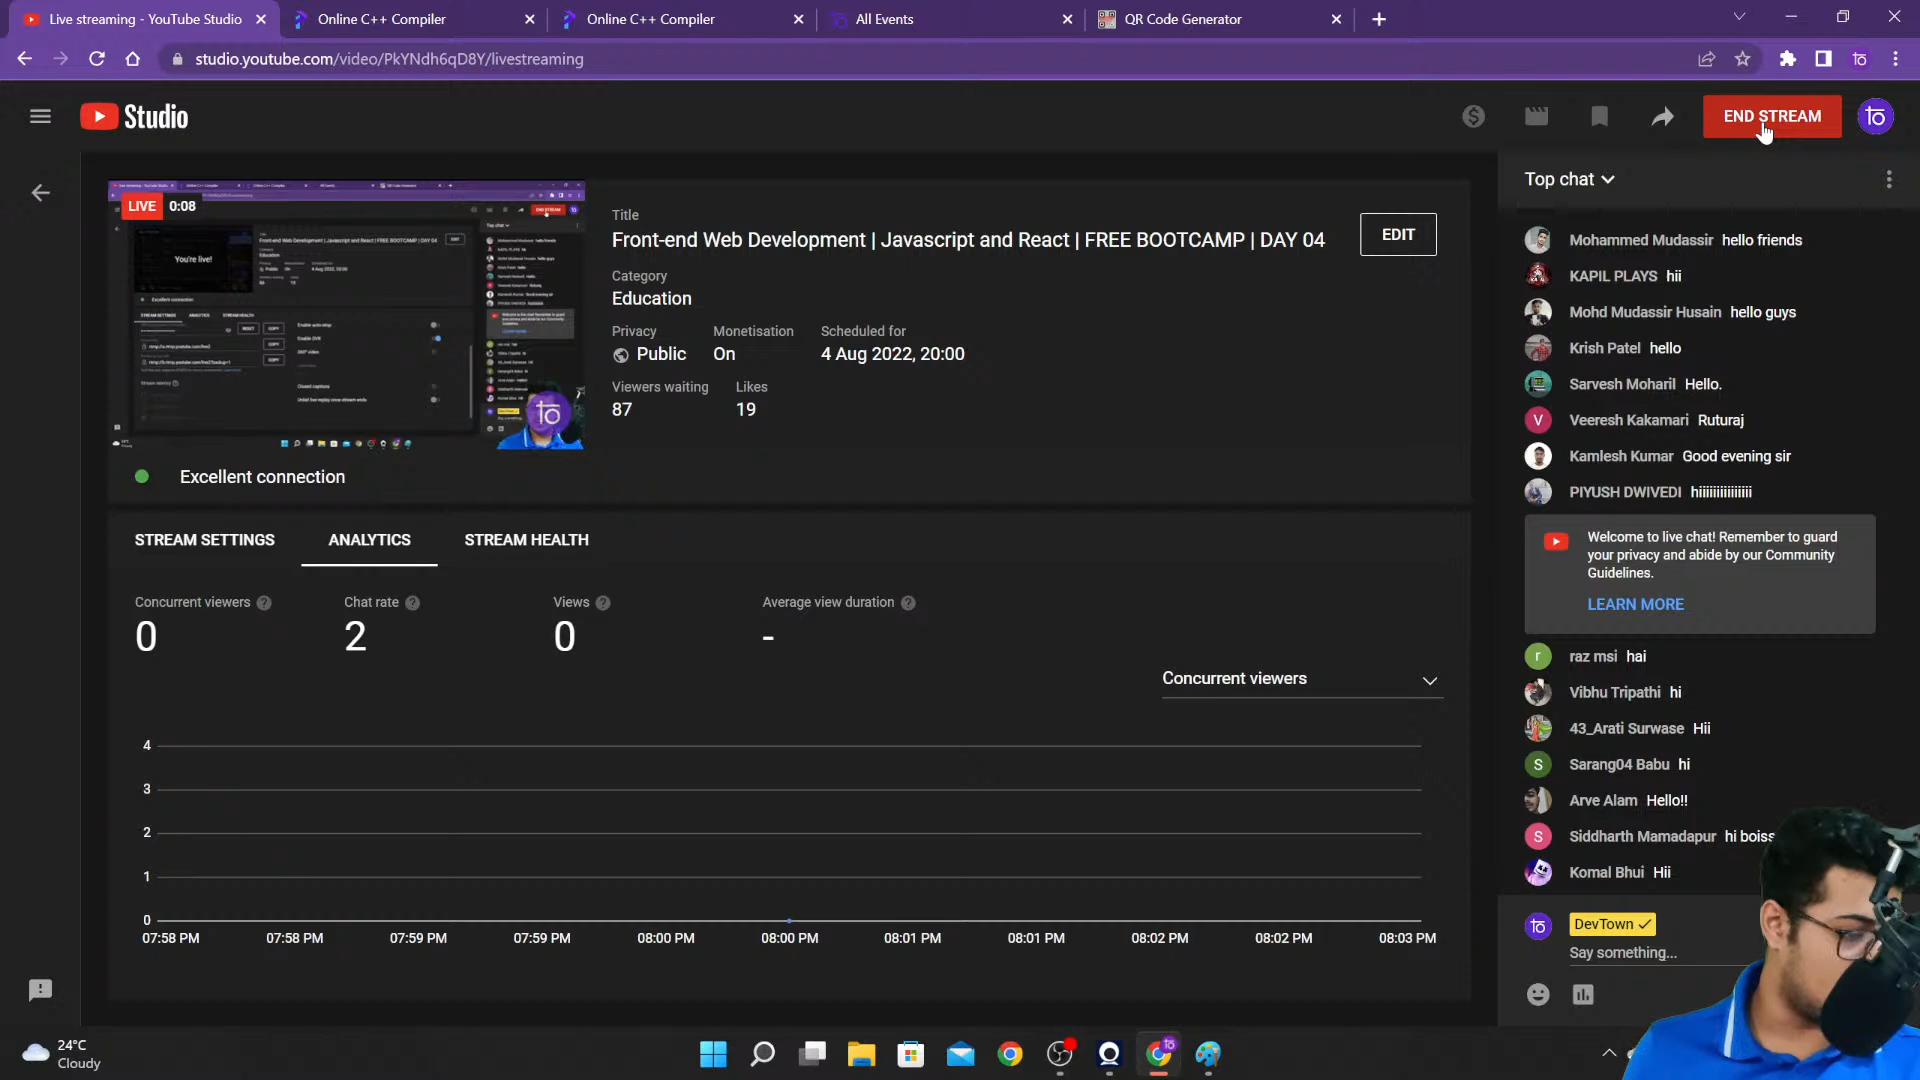 Live streaming - YouTube Studio
Online C++ Compiler
Online C++ Compiler
All Events
QR Code Generator
studio.youtube.com/video/PkYNdh6qD8Y/livestreaming
Studio
END STREAM
LIVE 0:08
You're live!
Title
Front-end Web Development | Javascript and React | FREE BOOTCAMP | DAY 04
EDIT
Category
Education
Privacy
Public
Monetisation
On
Scheduled for
4 Aug 2022, 20:00
Viewers waiting
87
Likes
19
Excellent connection
STREAM SETTINGS
ANALYTICS
STREAM HEALTH
Concurrent viewers
0
Chat rate
2
Views
0
Average view duration
-
Concurrent viewers
4
3
2
1
0
07:58 PM 07:58 PM 07:59 PM 07:59 PM 08:00 PM 08:00 PM 08:01 PM 08:01 PM 08:02 PM 08:02 PM 08:03 PM
Top chat
Mohammed Mudassir hello friends
KAPIL PLAYS hii
Mohd Mudassir Husain hello guys
Krish Patel hello
Sarvesh Moharil Hello.
V Veeresh Kakamari Ruturaj
Kamlesh Kumar Good evening sir
PIYUSH DWIVEDI hiiiiiiiiiiiiii
Welcome to live chat! Remember to guard
your privacy and abide by our Community
Guidelines.
LEARN MORE
r raz msi hai
Vibhu Tripathi hi
43_Arati Surwase Hii
S Sarang04 Babu hi
Arve Alam Hello!!
S Siddharth Mamadapur hi boiss
Komal Bhui Hii
DevTown
Say something...
24°C
Cloudy